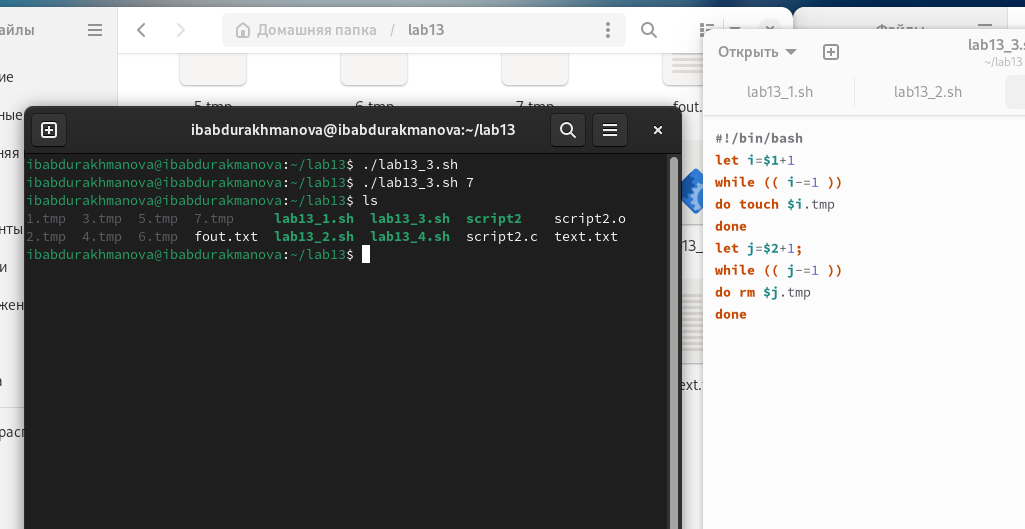 айлы
Домашняя папка / lab13
Файлы
ие
ные
няя
нты
и
жен
а
расп
5.tmp 6.tmp 7.tmp fout.
13_
ext.
ibabdurakhmanova@ibabdurakmanova:~/lab13
ibabdurakhmanova@ibabdurakmanova:~/lab13$ ./lab13_3.sh
ibabdurakhmanova@ibabdurakmanova:~/lab13$ ./lab13_3.sh 7
ibabdurakhmanova@ibabdurakmanova:~/lab13$ ls
1.tmp 3.tmp 5.tmp 7.tmp lab13_1.sh lab13_3.sh script2 script2.o
2.tmp 4.tmp 6.tmp fout.txt lab13_2.sh lab13_4.sh script2.c text.txt
ibabdurakhmanova@ibabdurakmanova:~/lab13$
Открыть
lab13_3.s
~/lab13
lab13_1.sh lab13_2.sh
#!/bin/bash
let i=$1+1
while (( i-=1 ))
do touch $i.tmp
done
let j=$2+1;
while (( j-=1 ))
do rm $j.tmp
done